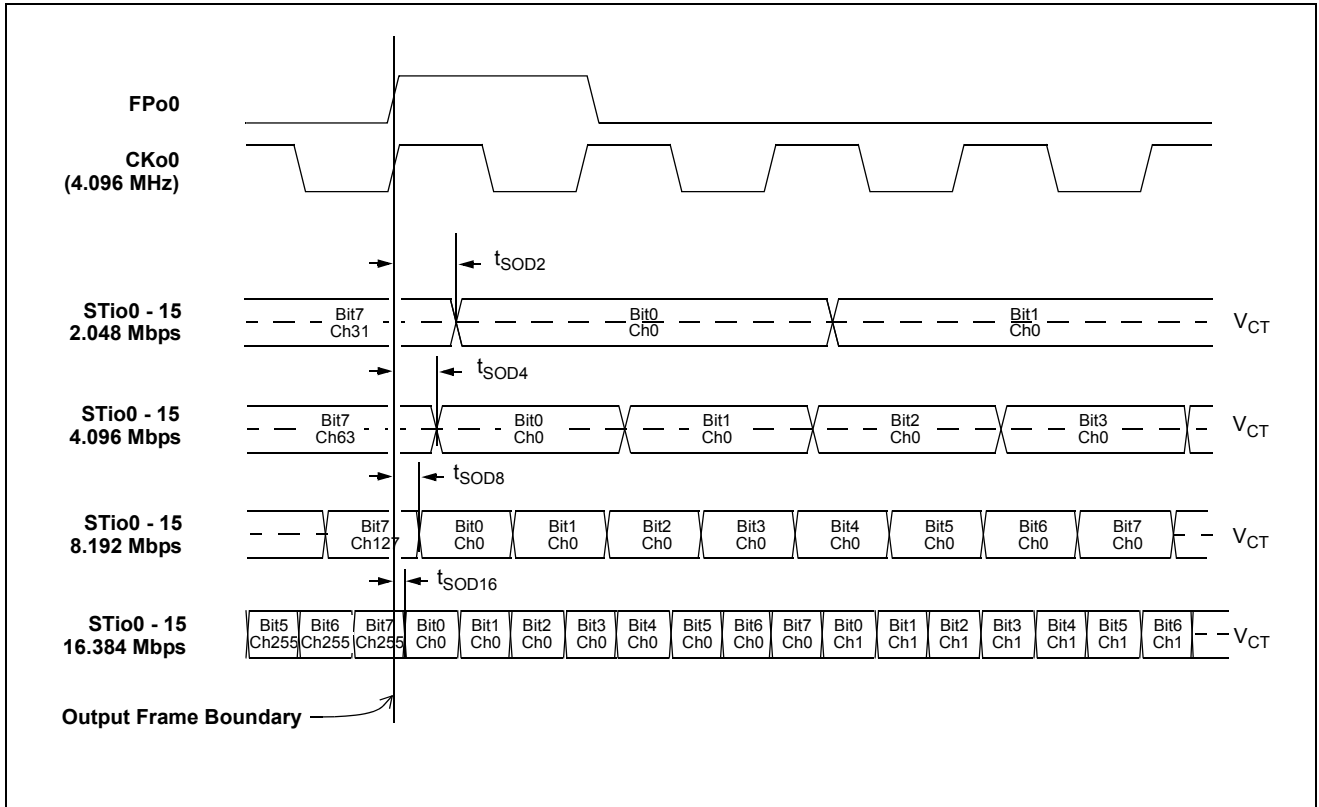 FPo0
CKo0
(4.096 MHz)
tSOD2
STio0 - 15
2.048 Mbps
Bit7
Ch31
Bit0
Ch0
Bit1
Ch0
VCT
tSOD4
STio0 - 15
4.096 Mbps
Bit7
Ch63
Bit0
Ch0
Bit1
Ch0
Bit2
Ch0
Bit3
Ch0
VCT
tSOD8
STio0 - 15
8.192 Mbps
Bit7
Ch127
Bit0
Ch0
Bit1
Ch0
Bit2
Ch0
Bit3
Ch0
Bit4
Ch0
Bit5
Ch0
Bit6
Ch0
Bit7
Ch0
VCT
tSOD16
STio0 - 15
16.384 Mbps
Bit5
Ch255
Bit6
Ch255
Bit7
Ch255
Bit0
Ch0
Bit1
Ch0
Bit2
Ch0
Bit3
Ch0
Bit4
Ch0
Bit5
Ch0
Bit6
Ch0
Bit7
Ch0
Bit0
Ch1
Bit1
Ch1
Bit2
Ch1
Bit3
Ch1
Bit4
Ch1
Bit5
Ch1
Bit6
Ch1
VCT
Output Frame Boundary